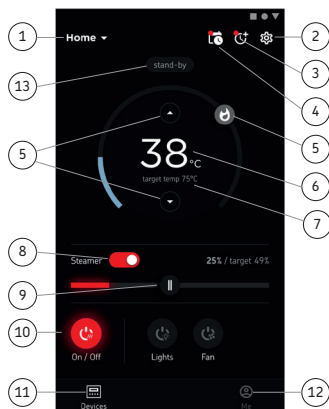 1
Home
2
3
4
13
stand-by
5
5
38 °C
6
target temp 75°C
7
8
Steamer
25% / target 49%
9
10
On / Off
Lights
Fan
11
Devices
12
Me